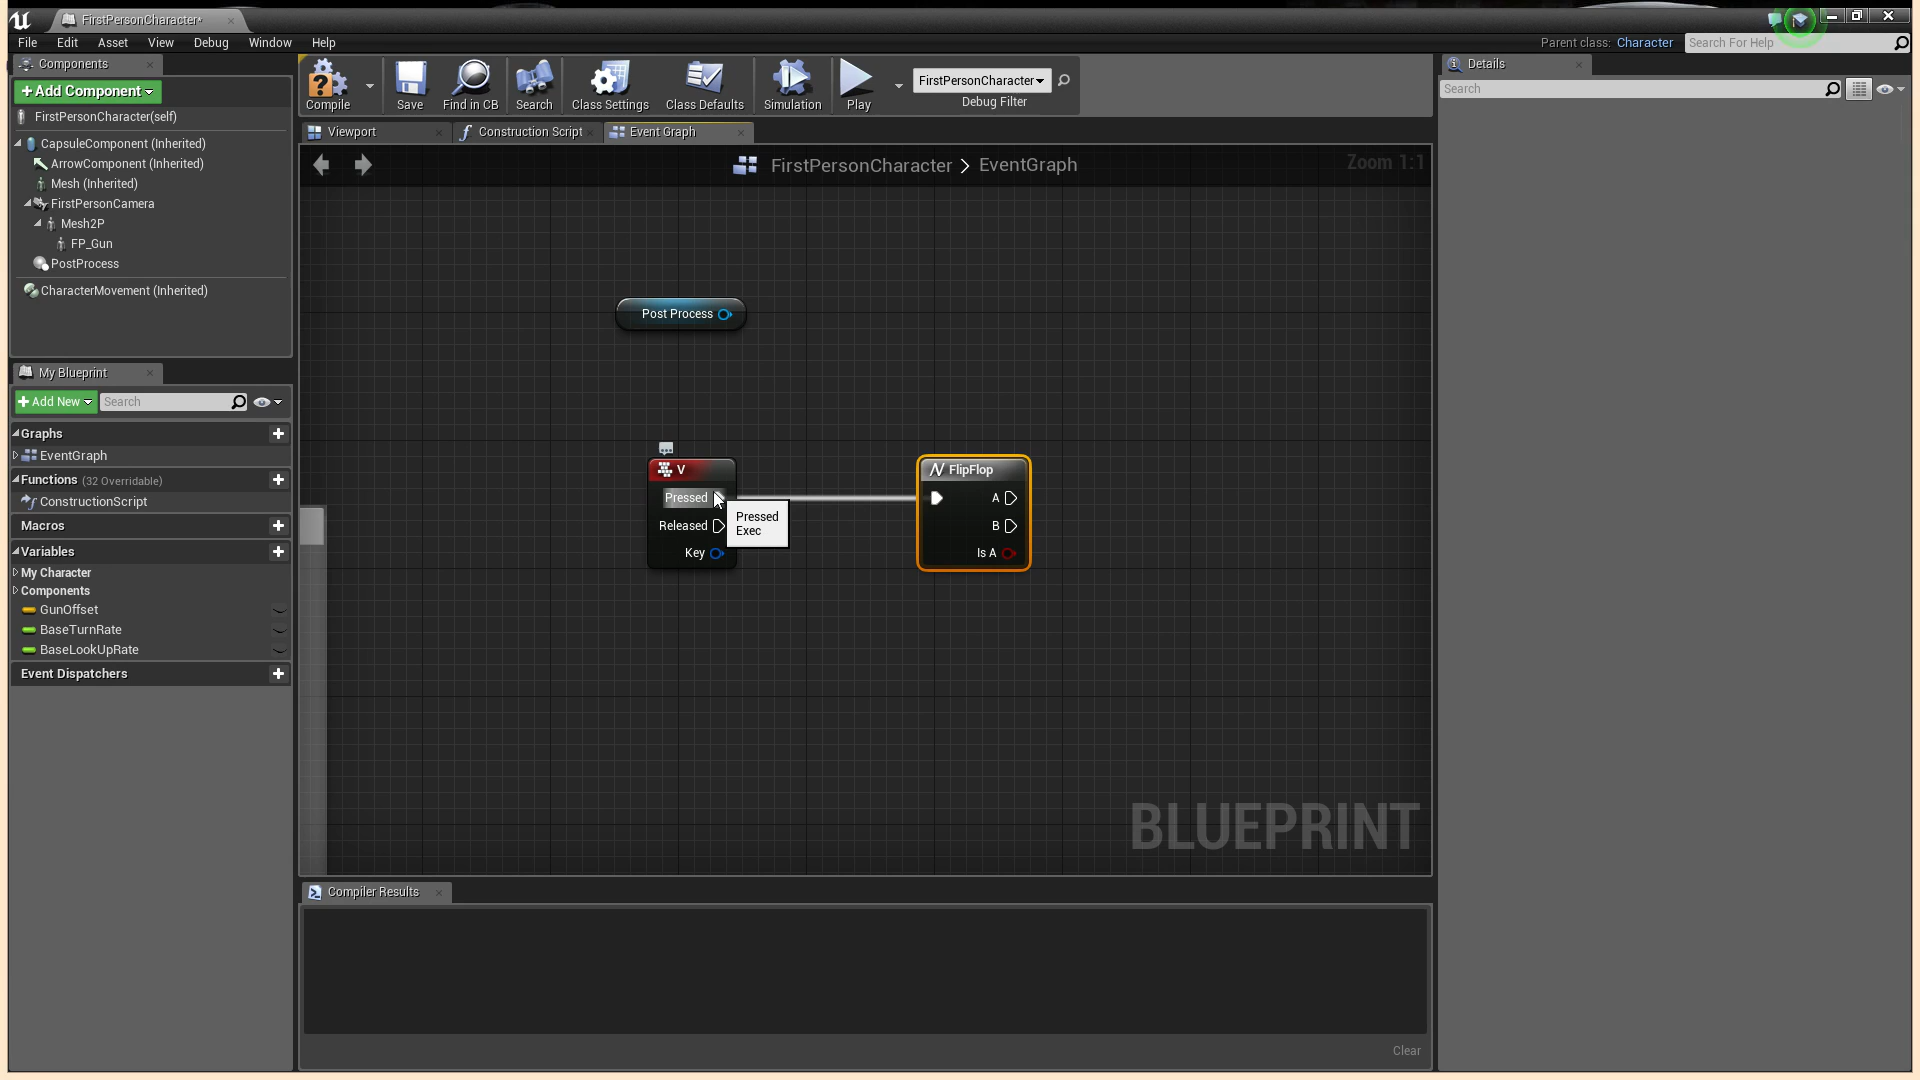 FirstPersonCharacter*
File Edit Asset View Debug Window Help
Parent class: Character
Search For Help
Components
+Add Component
FirstPersonCharacter(self)
CapsuleComponent (Inherited)
ArrowComponent (Inherited)
Mesh (Inherited)
FirstPersonCamera
Mesh2P
FP_Gun
PostProcess
CharacterMovement (Inherited)
My Blueprint
+Add New
Search
Graphs
EventGraph
Functions (32 Overridable)
ConstructionScript
Macros
Variables
My Character
Components
GunOffset
BaseTurnRate
BaseLookUpRate
Event Dispatchers
Compile
Save
Find in CB
Search
Class Settings
Class Defaults
Simulation
Play
FirstPersonCharacter
Debug Filter
Viewport
Construction Script
Event Graph
FirstPersonCharacter > EventGraph
Zoom 1:1
Post Process
V
Pressed
Released
Key
Pressed
Exec
FlipFlop
A
B
Is A
BLUEPRINT
Compiler Results
Clear
Details
Search